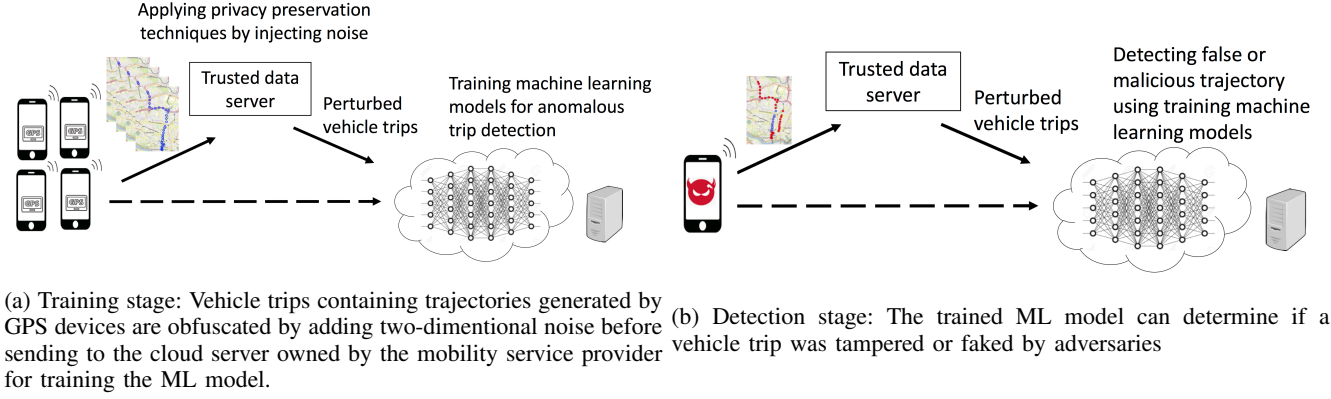 Applying privacy preservation
techniques by injecting noise
Trusted data
server
Perturbed
vehicle trips
Training machine learning
models for anomalous
trip detection
GPS
GPS
GPS
GPS
(a) Training stage: Vehicle trips containing trajectories generated by
GPS devices are obfuscated by adding two-dimentional noise before
sending to the cloud server owned by the mobility service provider
for training the ML model.
Trusted data
server
Perturbed
vehicle trips
Detecting false or
malicious trajectory
using training machine
learning models
(b) Detection stage: The trained ML model can determine if a
vehicle trip was tampered or faked by adversaries